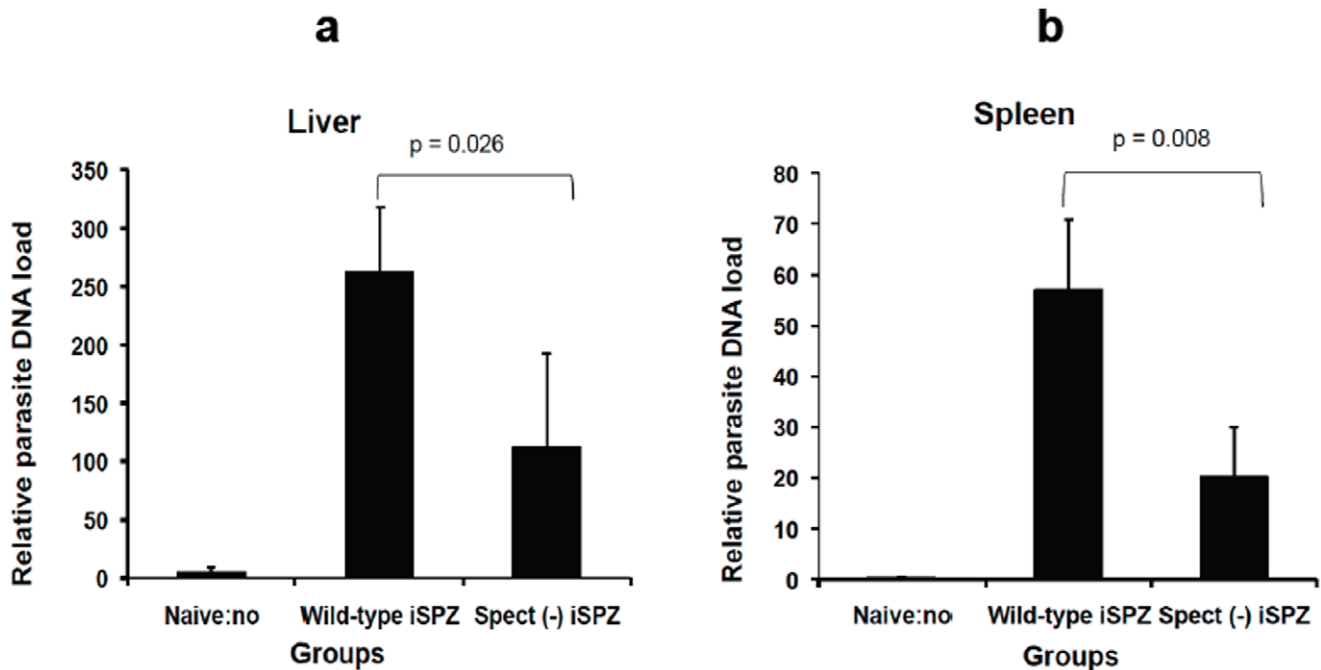 a
Liver
p = 0.026
Relative parasite DNA load
350
300
250
200
150
100
50
0
Naive:no Wild-type iSPZ Spect (-) iSPZ
Groups
b
Spleen
p = 0.008
Relative parasite DNA load
80
70
60
50
40
30
20
10
0
Naive:no Wild-type iSPZ Spect (-) iSPZ
Groups